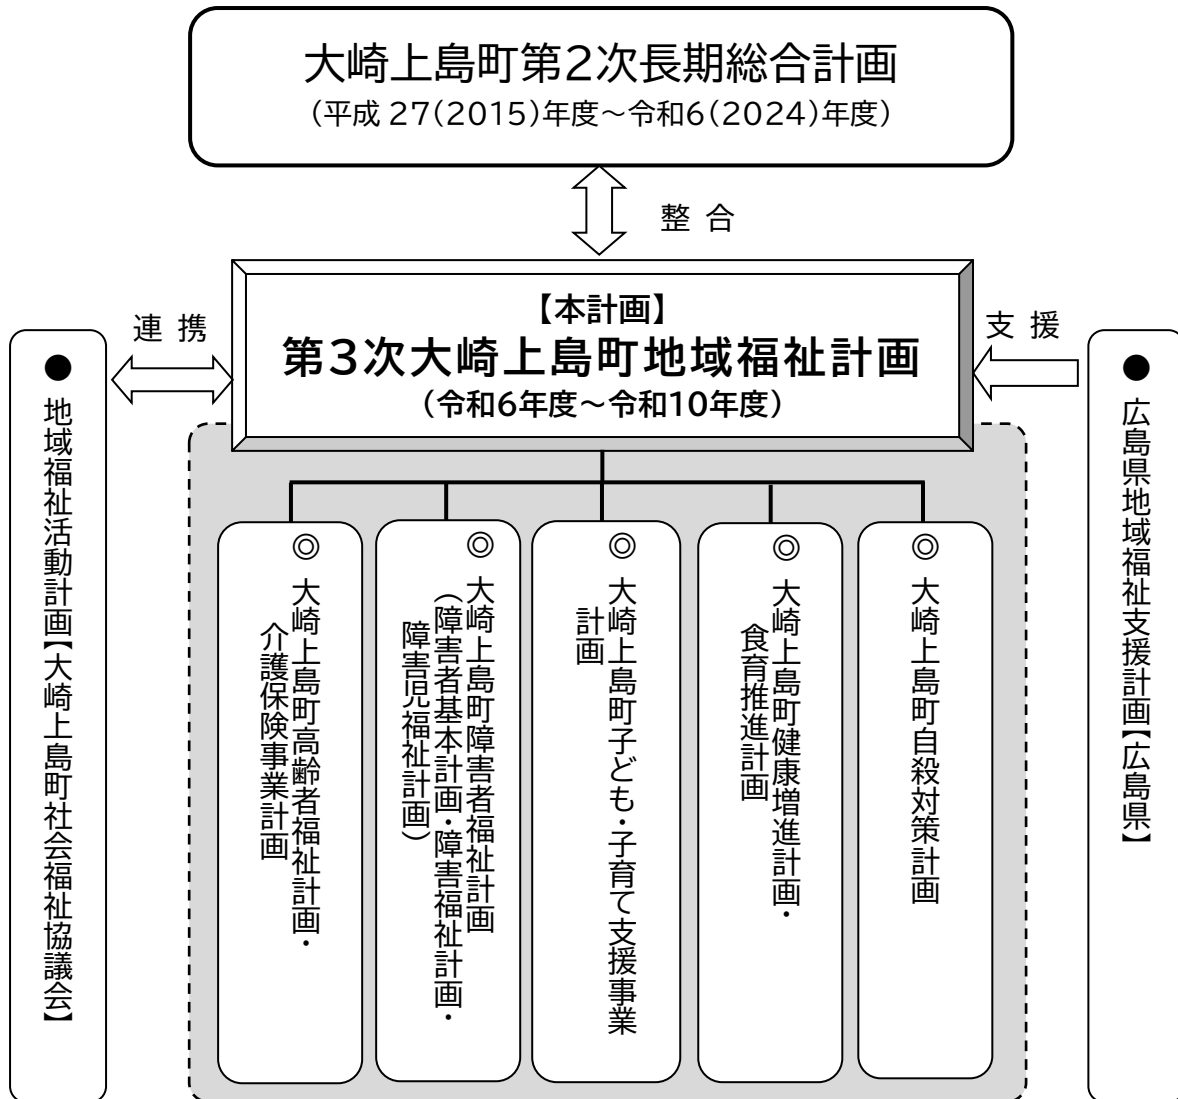 大崎上島町第2次長期総合計画
(平成 27(2015)年度～令和6(2024)年度)
整 合
【本計画】
第3次大崎上島町地域福祉計画
(令和6年度～令和10年度)
連 携
支 援
● 地域福祉活動計画【大崎上島町社会福祉協議会】
◎ 大崎上島町高齢者福祉計画・
介護保険事業計画
◎ 大崎上島町障害者福祉計画
(障害者基本計画・障害福祉計画・
障害児福祉計画)
◎ 大崎上島町子ども・子育て支援事業
計画
◎ 大崎上島町健康増進計画・
食育推進計画
◎ 大崎上島町自殺対策計画
● 広島県地域福祉支援計画【広島県】